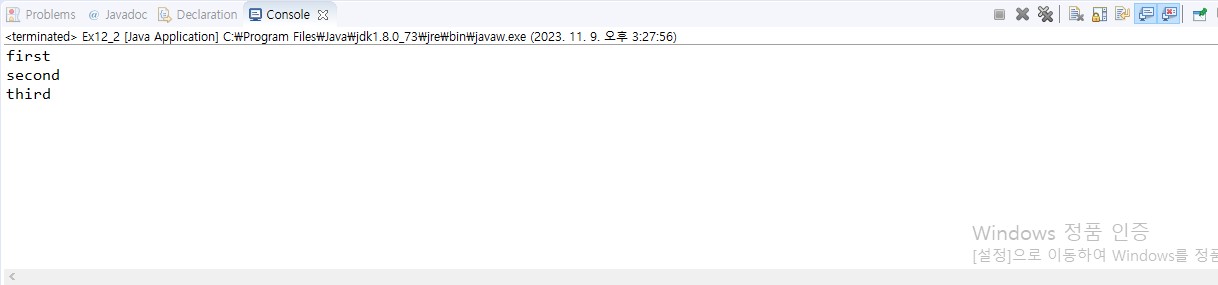 Problems @ Javadoc Declaration Console
<terminated> Ex12_2 [Java Application] C:₩Program Files₩Java₩jdk1.8.0_73₩jre₩bin₩javaw.exe (2023. 11. 9. 오후 3:27:56)
first
second
third
Windows 정품 인증
[설정]으로 이동하여 Windows를 정품